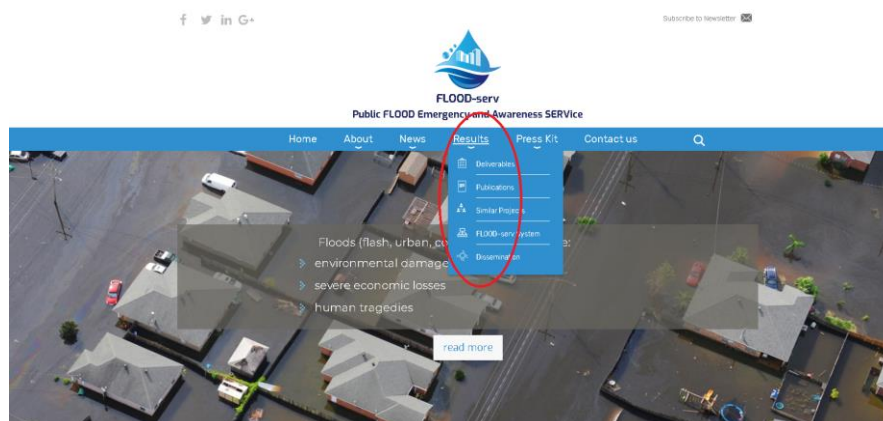 Subscribe to Newsletter
FLOOD-serv
Public FLOOD Emergency and Awareness SERVice
Home About News Results Press Kit Contact us
Deliverables
Publications
Similar Projects
FLOOD-serv System
Dissemination
Floods (flash, urban, co
environmental damage
severe economic losses
human tragedies
read more